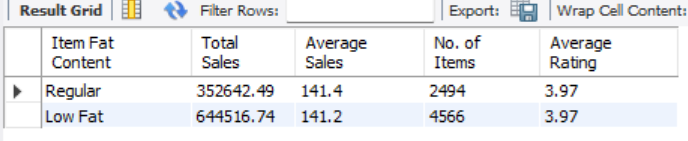 Result Grid Filter Rows: Export: Wrap Cell Content:
Item Fat Content Total Sales Average Sales No. of Items Average Rating
Regular 352642.49 141.4 2494 3.97
Low Fat 644516.74 141.2 4566 3.97